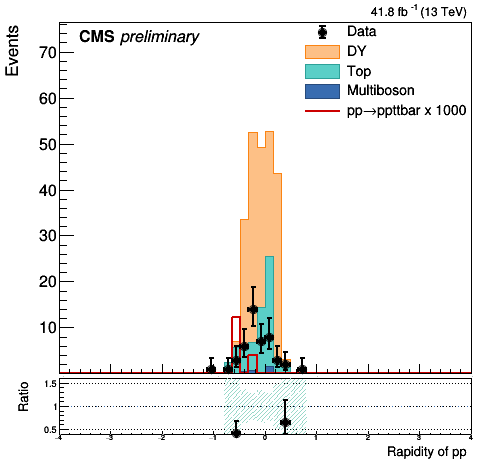 41.8 fb⁻¹ (13 TeV)
CMS preliminary
Data
DY
Top
Multiboson
pp→ppttbar x 1000
Events
70
60
50
40
30
20
10
Ratio
1.5
1
0.5
-4 -3 -2 -1 0 1 2 3 4
Rapidity of pp